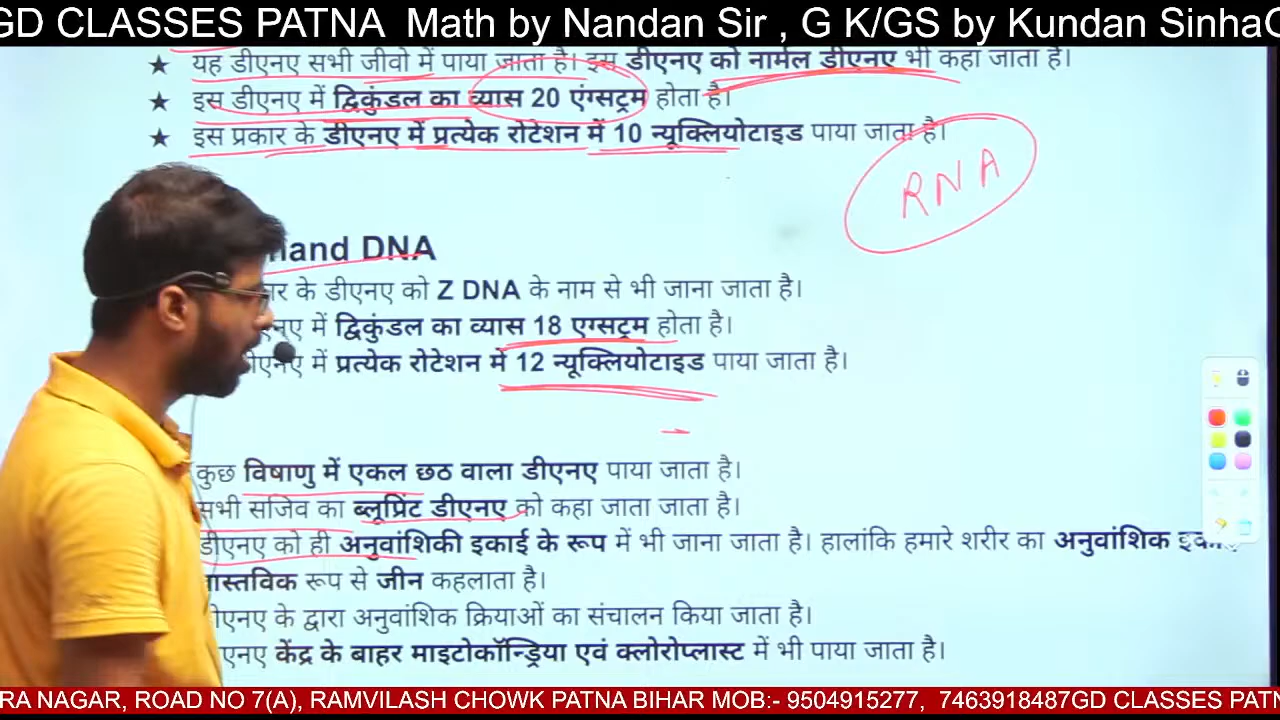 GD CLASSES PATNA Math by Nandan Sir , G K/GS by Kundan Sinha
★ यह डीएनए सभी जीवो में पाया जाता है। इस डीएनए को नार्मल डीएनए भी कहा जाता है।
★ इस डीएनए में द्विकुंडल का व्यास 20 एंग्सट्रम होता है।
★ इस प्रकार के डीएनए में प्रत्येक रोटेशन में 10 न्यूक्लियोटाइड पाया जाता है।
RNA
hand DNA
के डीएनए को Z DNA के नाम से भी जाना जाता है।
में द्विकुंडल का व्यास 18 एग्सट्रम होता है।
में प्रत्येक रोटेशन में 12 न्यूक्लियोटाइड पाया जाता है।
कुछ विषाणु में एकल छठ वाला डीएनए पाया जाता है।
सभी सजिव का ब्लूप्रिंट डीएनए को कहा जाता जाता है।
डीएनए को ही अनुवांशिकी इकाई के रूप में भी जाना जाता है। हालांकि हमारे शरीर का अनुवांशिक इकाई
वास्तविक रूप से जीन कहलाता है।
के द्वारा अनुवांशिक क्रियाओं का संचालन किया जाता है।
केंद्र के बाहर माइटोकॉन्ड्रिया एवं क्लोरोप्लास्ट में भी पाया जाता है।
RA NAGAR, ROAD NO 7(A), RAMVILASH CHOWK PATNA BIHAR MOB:- 9504915277, 7463918487GD CLASSES PATN